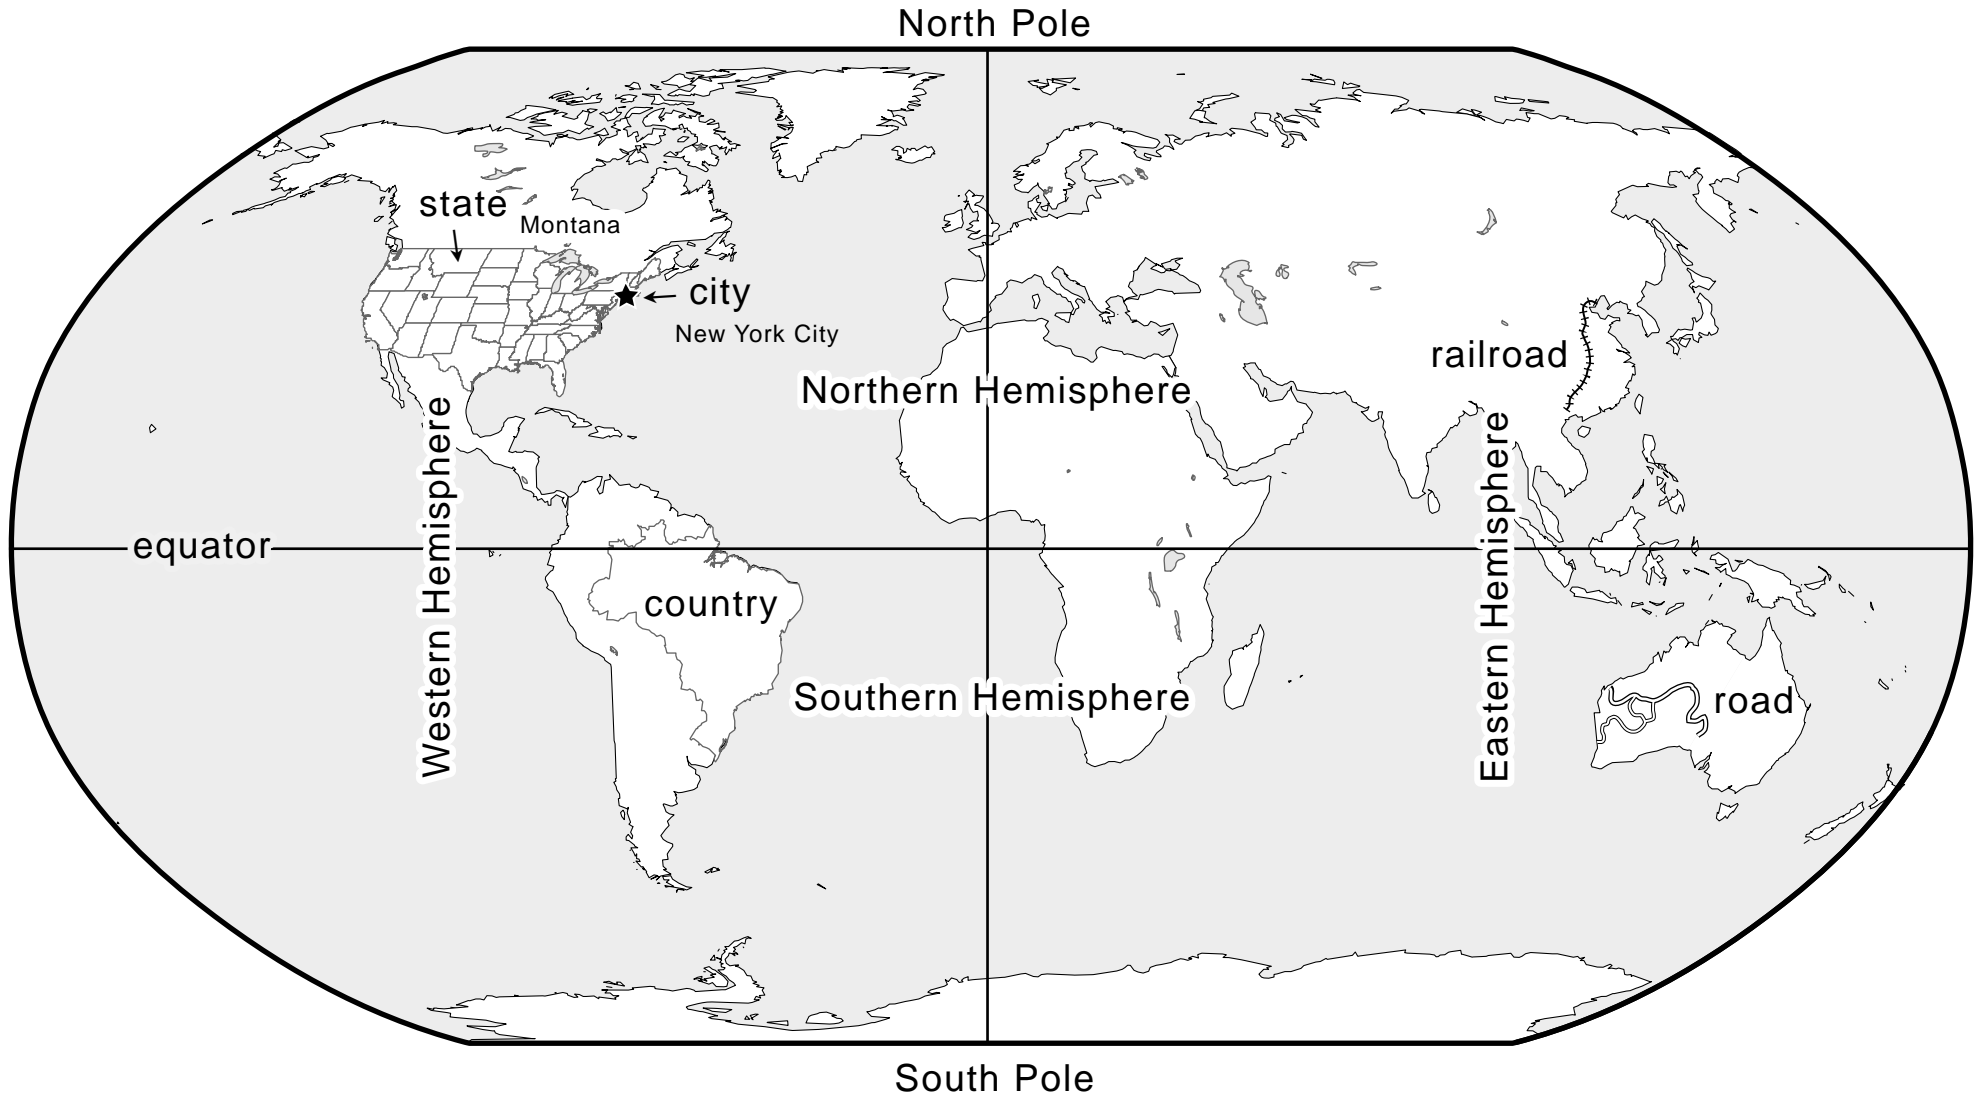 North Pole
state
Montana
city
New York City
railroad
Northern Hemisphere
Western Hemisphere
Eastern Hemisphere
equator
country
Southern Hemisphere
road
South Pole